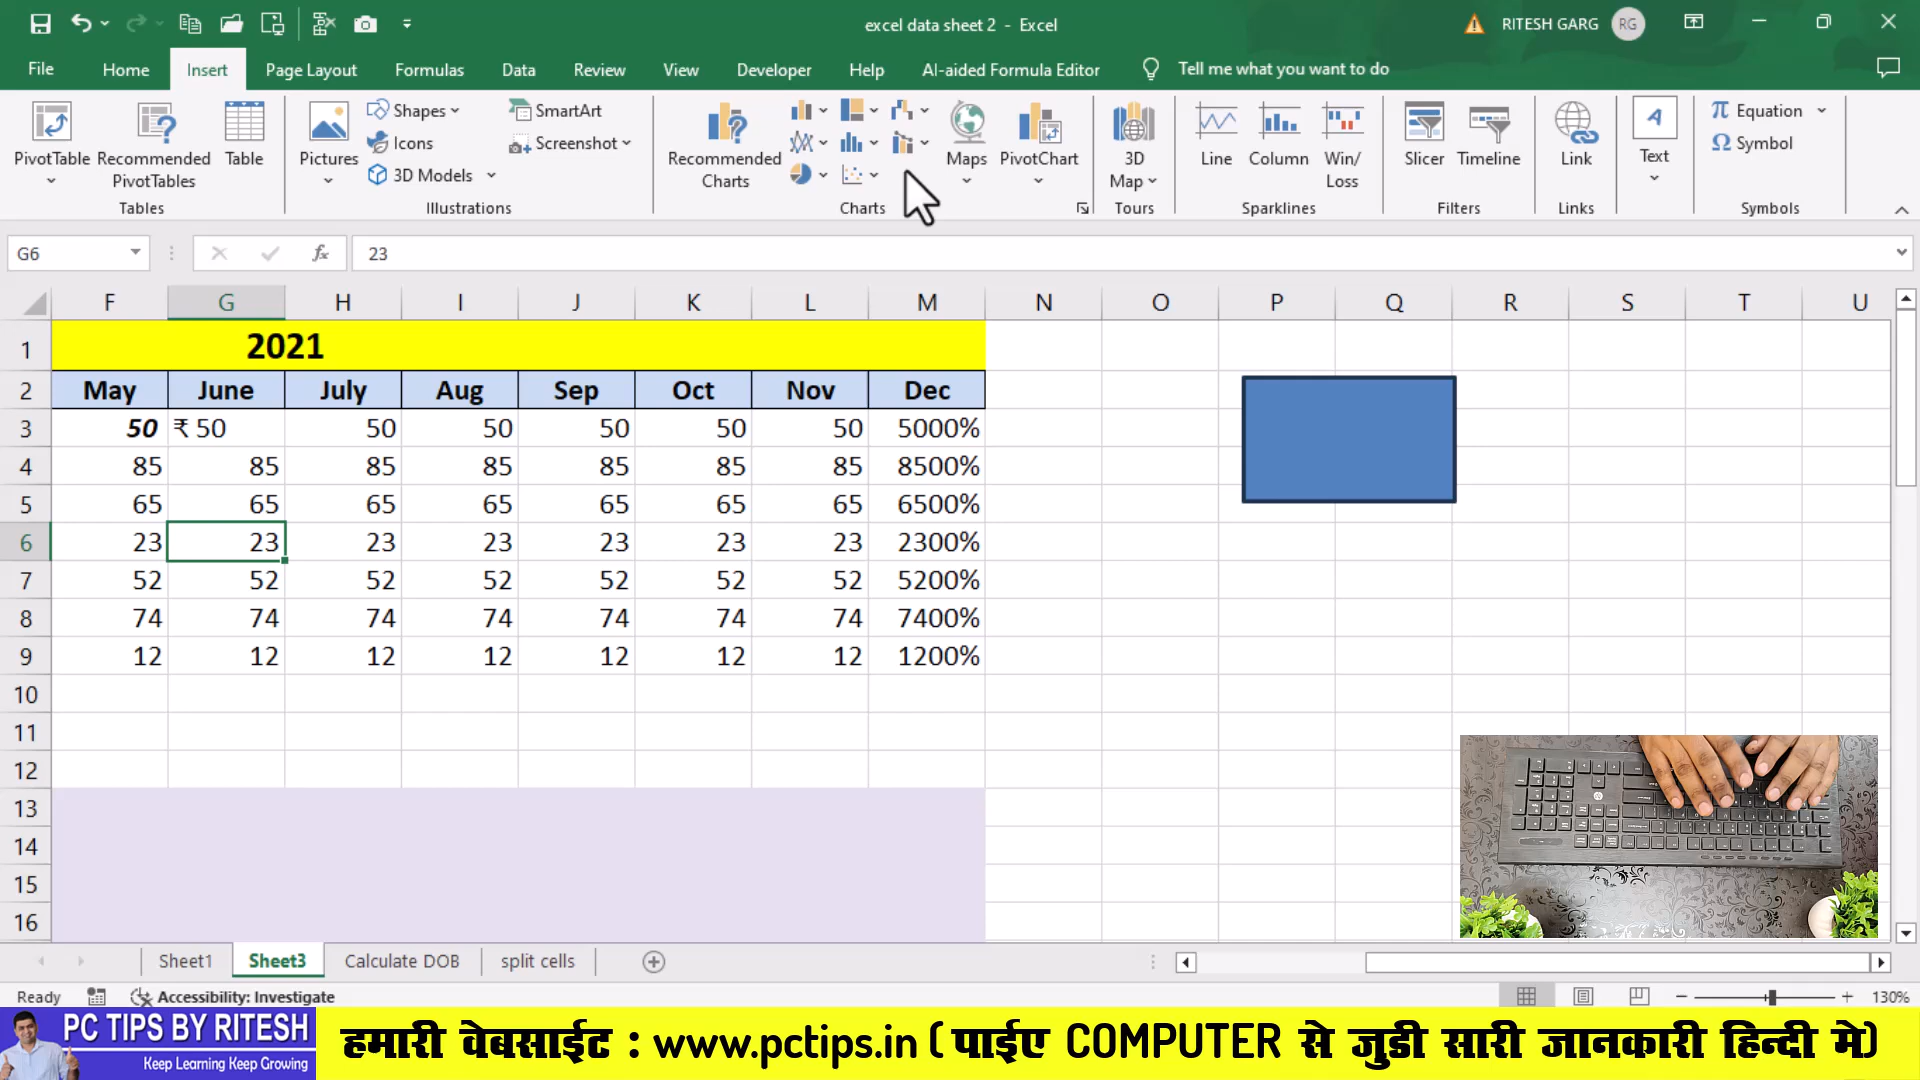 excel data sheet 2 - Excel
RITESH GARG RG
File Home Insert Page Layout Formulas Data Review View Developer Help AI-aided Formula Editor Tell me what you want to do
PivotTable
Recommended PivotTables
Table
Tables
Pictures
Shapes
Icons
3D Models
SmartArt
Screenshot
Illustrations
Recommended Charts
Charts
Maps
PivotChart
3D Map
Tours
Line
Column
Win/Loss
Sparklines
Slicer
Timeline
Filters
Link
Links
Text
Equation
Symbol
Symbols
G6 fx 23
F G H I J K L M N O P Q R S T U
1 2021
2 May June July Aug Sep Oct Nov Dec
3 50 ₹ 50 50 50 50 50 50 5000%
4 85 85 85 85 85 85 85 8500%
5 65 65 65 65 65 65 65 6500%
6 23 23 23 23 23 23 23 2300%
7 52 52 52 52 52 52 52 5200%
8 74 74 74 74 74 74 74 7400%
9 12 12 12 12 12 12 12 1200%
10
11
12
13
14
15
16
Sheet1 Sheet3 Calculate DOB split cells
Ready Accessibility: Investigate 130%
PC TIPS BY RITESH
Keep Learning Keep Growing
हमारी वेबसाईट : www.pctips.in ( पाईए COMPUTER से जुडी सारी जानकारी हिन्दी मे)